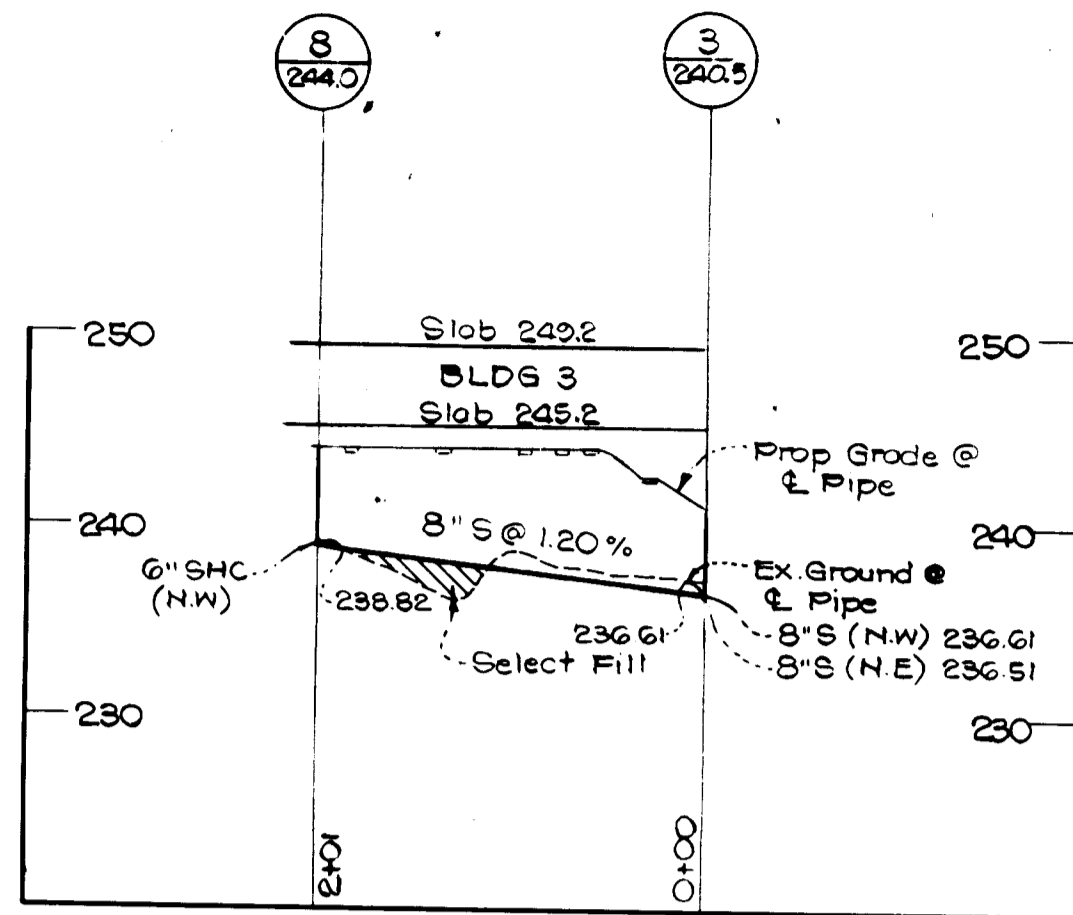 8
244.0
3
240.5
250
Slab 249.2
250
BLDG 3
Slab 245.2
Prop Grade @
℄ Pipe
240
8"S @ 1.20%
240
6" SHC
(N.W)
238.82
Ex. Ground @
℄ Pipe
236.61
8"S (N.W) 236.61
Select Fill
8"S (N.E) 236.51
230
230
2+01
0+00